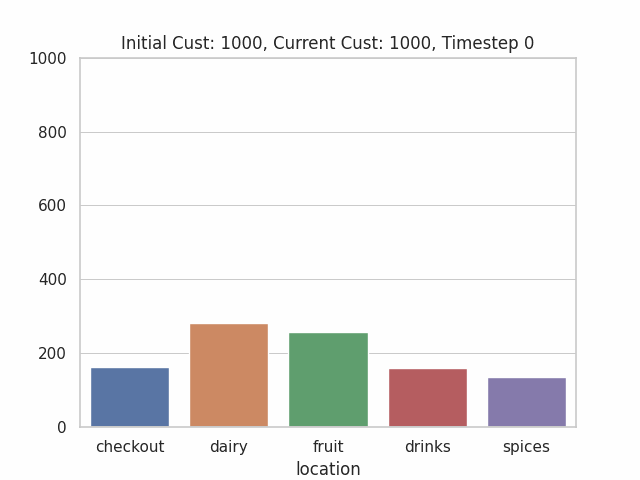 Initial Cust: 1000, Current Cust: 1000, Timestep 0
1000
800
600
400
200
0
checkout dairy fruit drinks spices
location